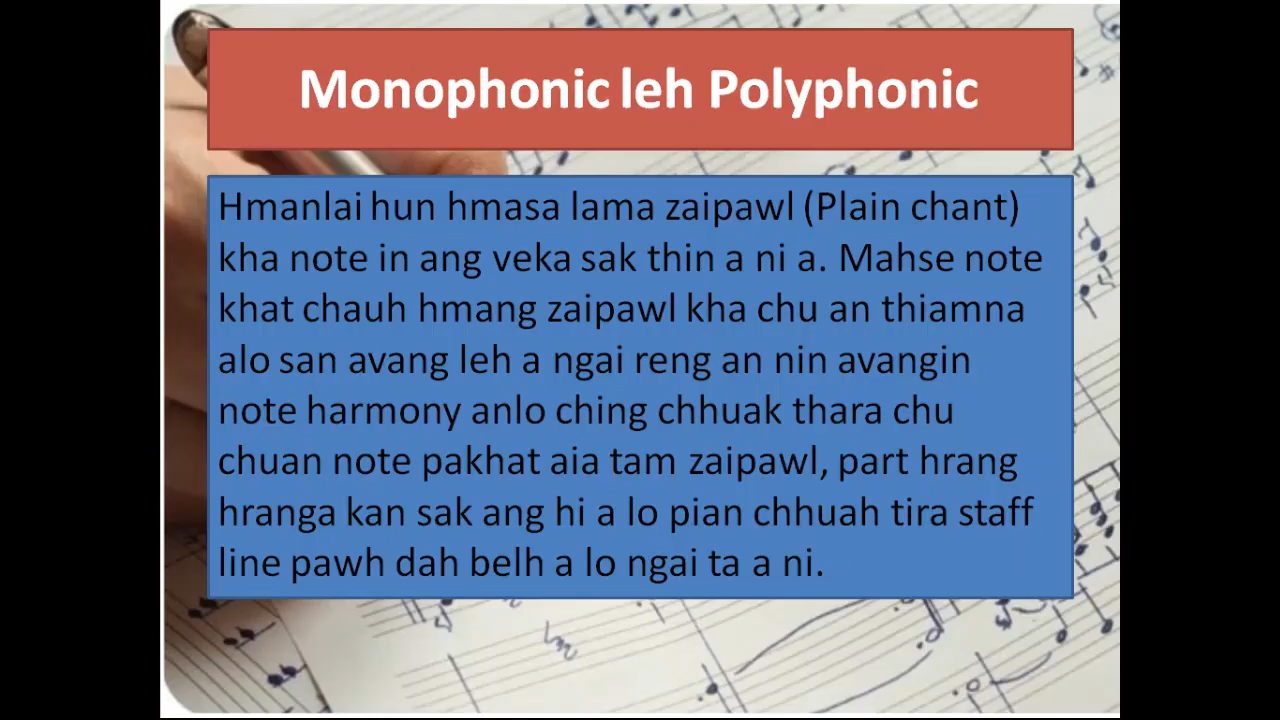 Monophonic leh Polyphonic
Hmanlai hun hmasa lama zaipawl (Plain chant)
kha note in ang veka sak thin a ni a. Mahse note
khat chauh hmang zaipawl kha chu an thiamna
alo san avang leh a ngai reng an nin avangin
note harmony anlo ching chhuak thara chu
chuan note pakhat aia tam zaipawl, part hrang
hranga kan sak ang hi a lo pian chhuah tira staff
line pawh dah belh a lo ngai ta a ni.